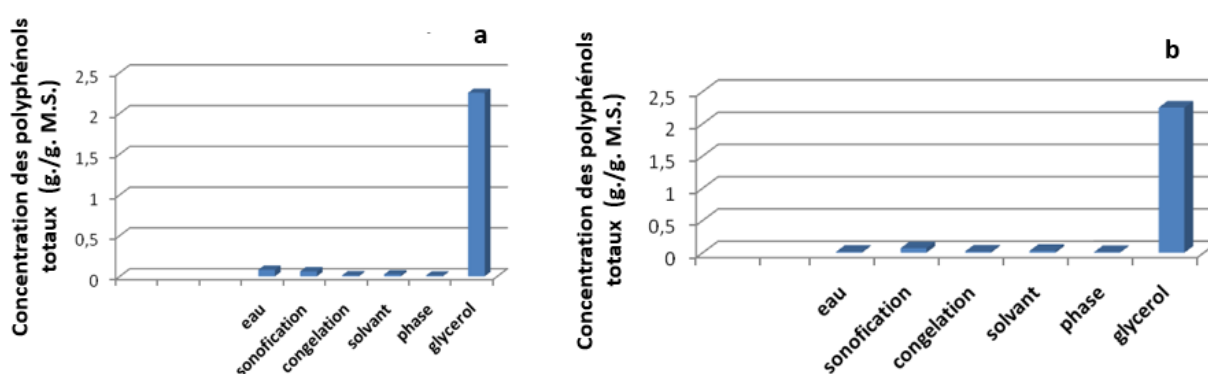 a
Concentration des polyphénols
totaux (g./g. M.S.)
2,5
2
1,5
1
0,5
0
eau
sonofication
congelation
solvant
phase
glycerol
b
Concentration des polyphénols
totaux (g./g. M.S.)
2,5
2
1,5
1
0,5
0
eau
sonofication
congelation
solvant
phase
glycerol